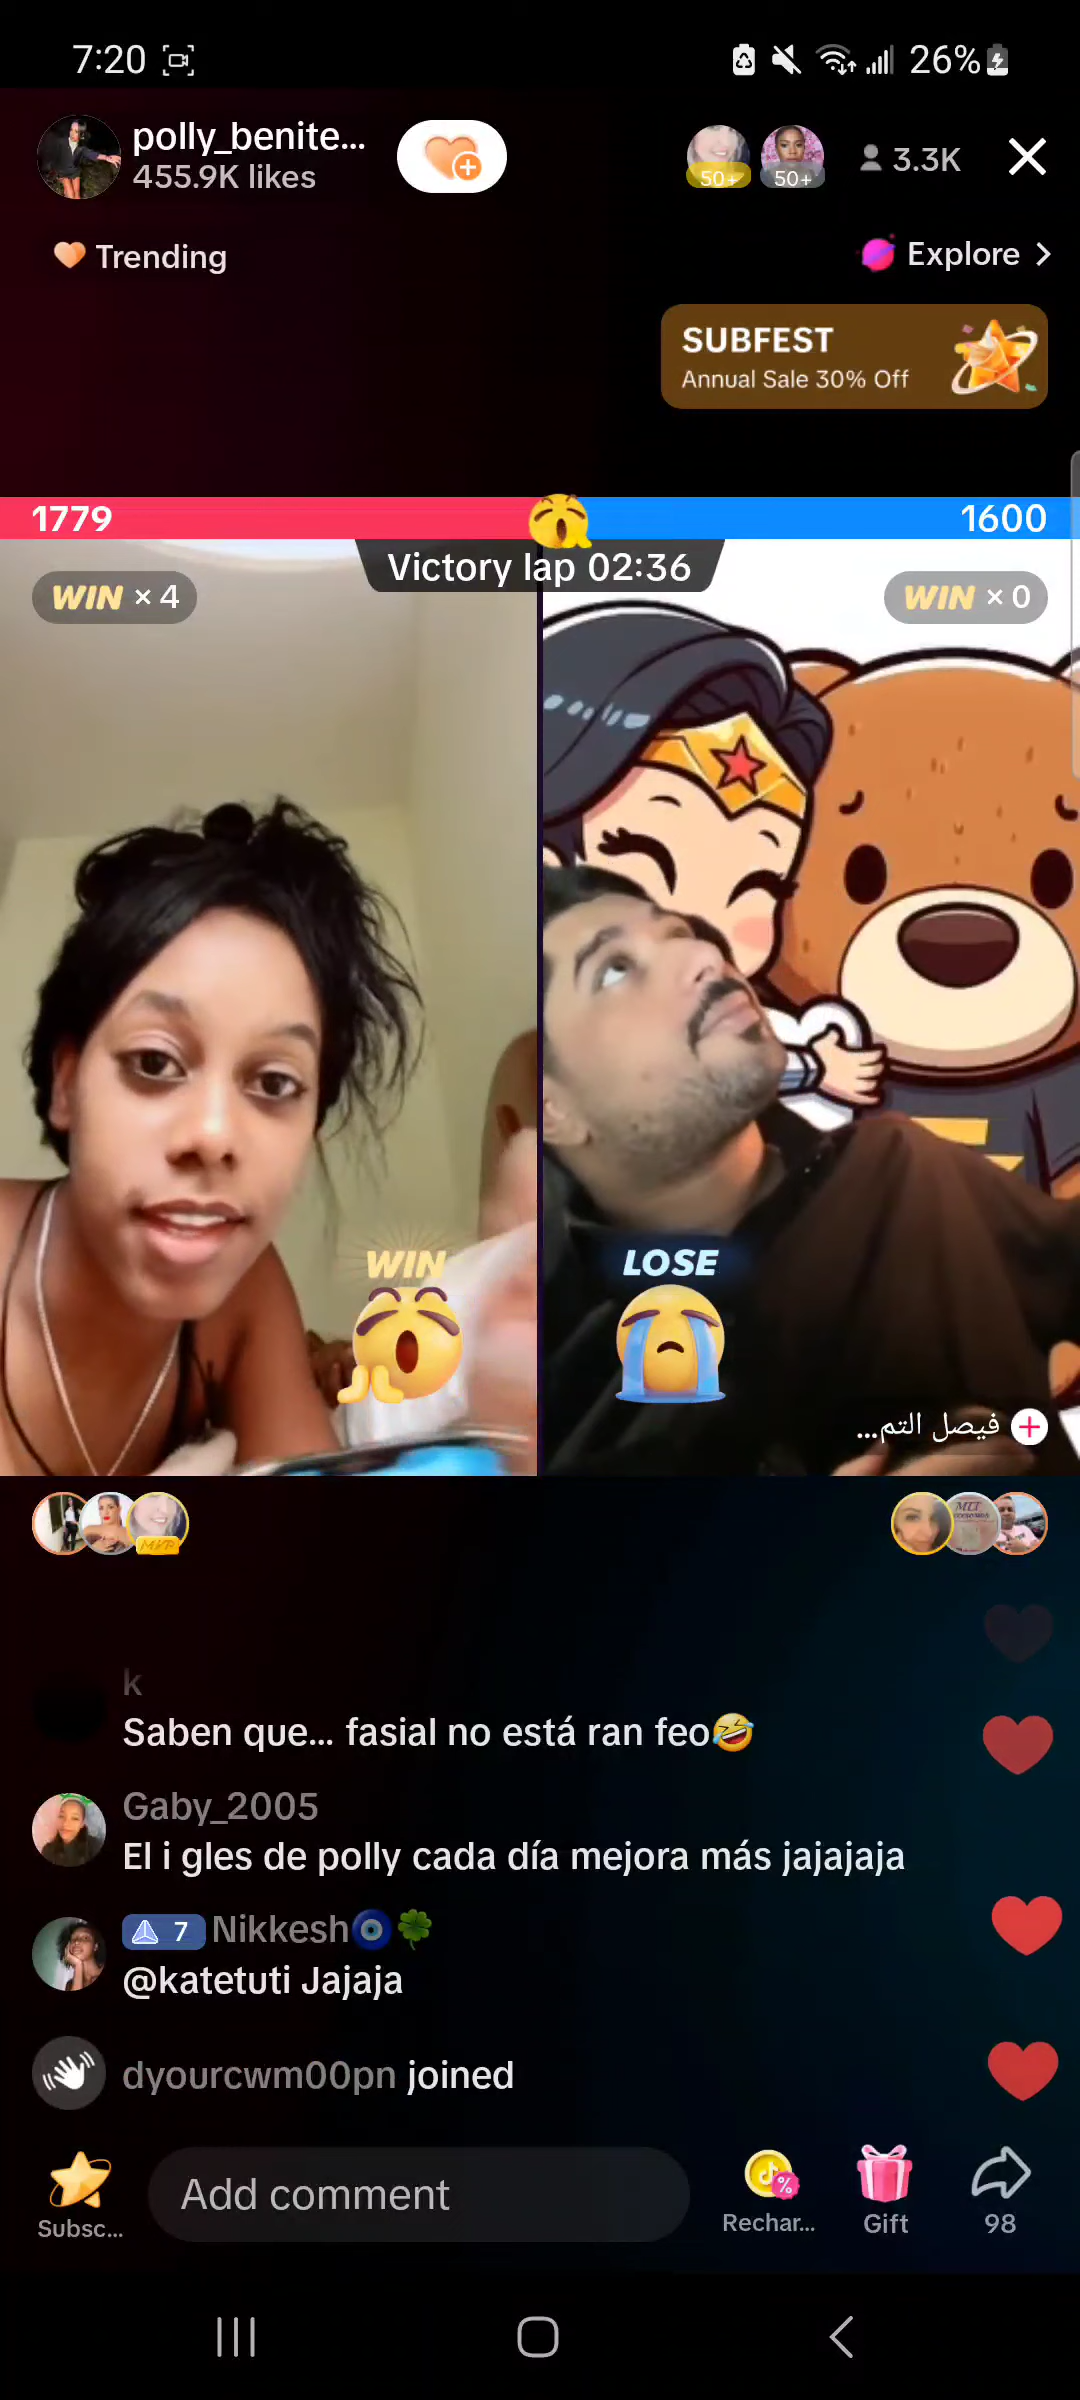 7:20
26%
polly_benite...
455.9K likes
50+
50+
3.3K
Trending
Explore
SUBFEST
Annual Sale 30% Off
1779
1600
Victory lap 02:36
WIN × 4
WIN × 0
WIN
LOSE
فيصل التم...
MVP
k
Saben que... fasial no está ran feo🤣
Gaby_2005
El i gles de polly cada día mejora más jajajaja
7 Nikkesh🧿🍀
@katetuti Jajaja
dyourcwm00pn joined
Subsc...
Add comment
Rechar...
Gift
98